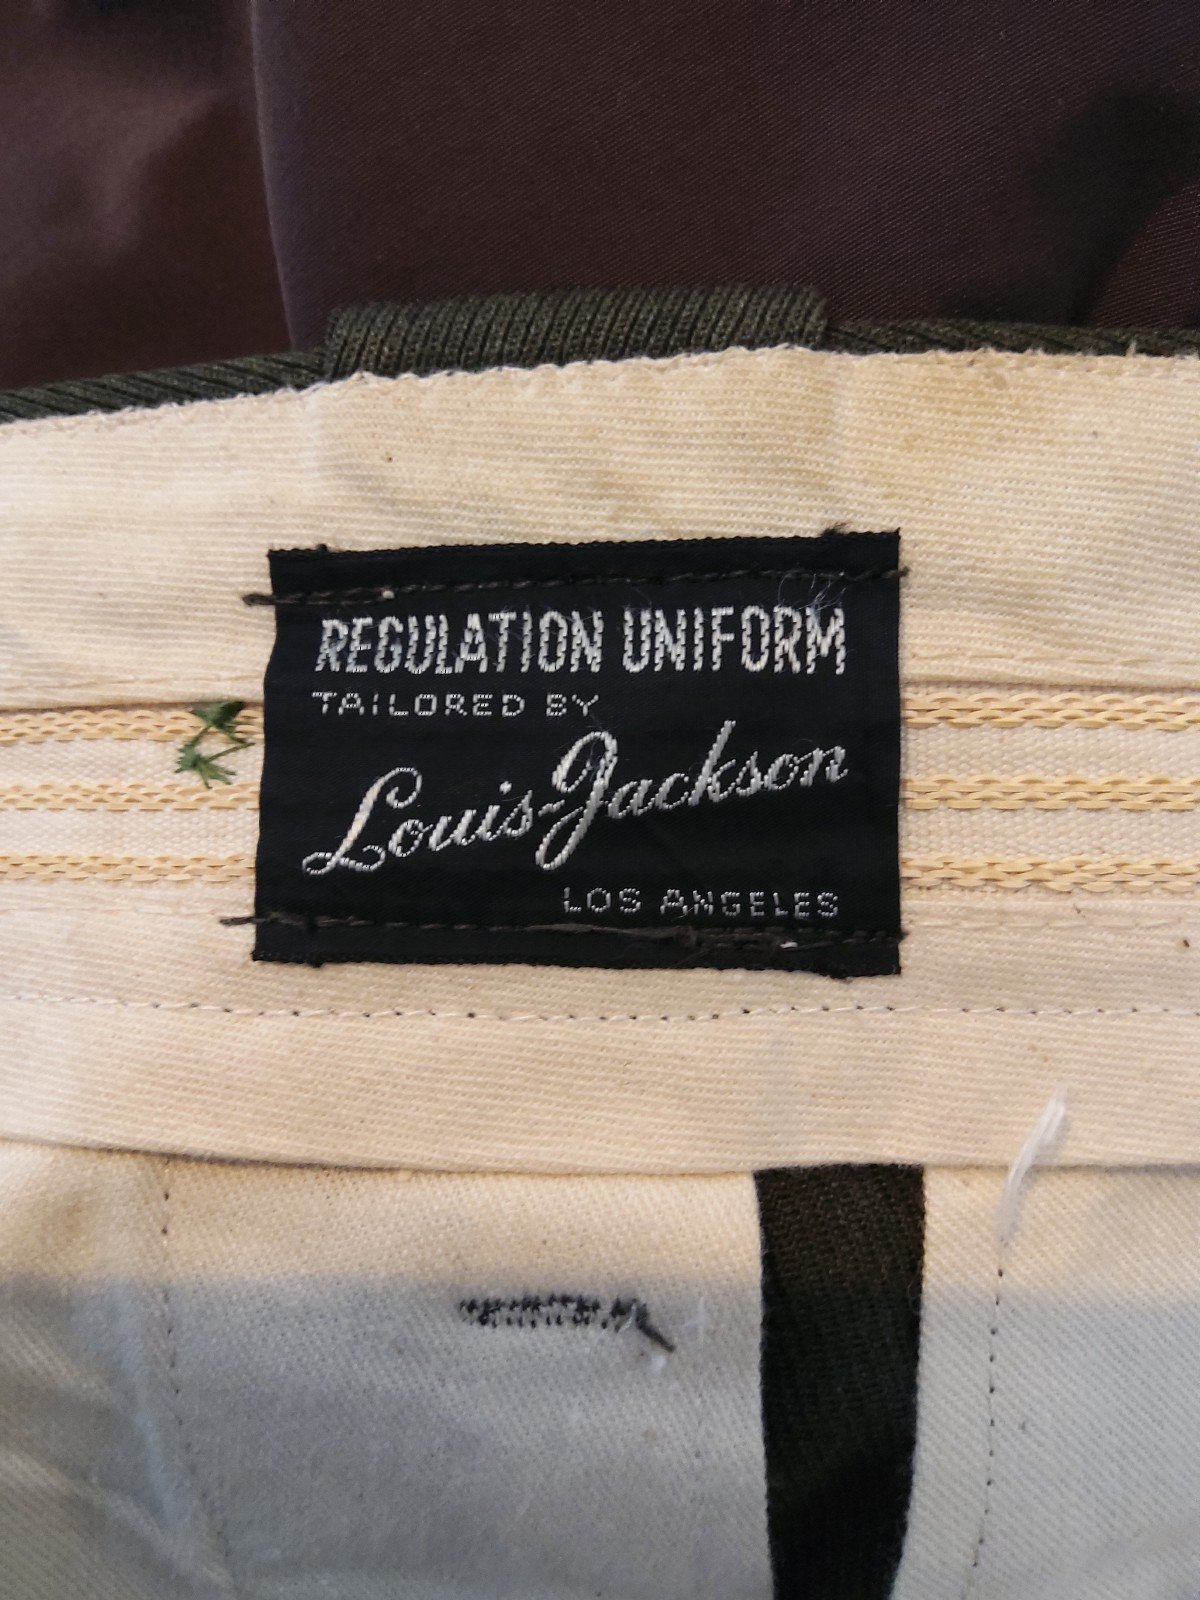 REGULATION UNIFORM
TAILORED BY
Louis-Jackson
LOS ANGELES